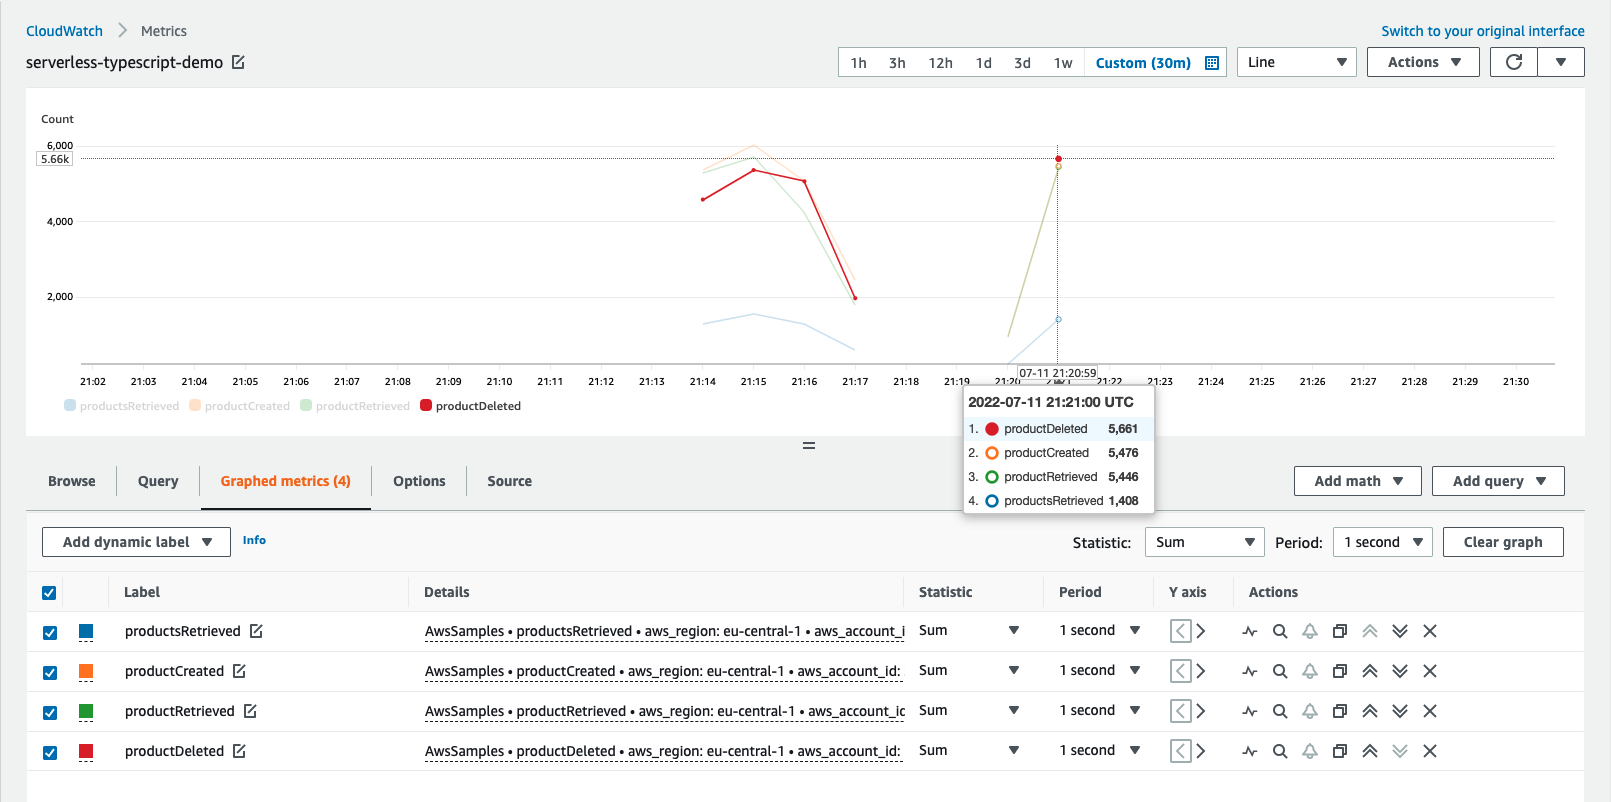 CloudWatch Metrics Switch to your original interface
serverless-typescript-demo 1h 3h 12h 1d 3d 1w Custom (30m) Line Actions
Count
6,000
5.66k
4,000
2,000
21:02 21:03 21:04 21:05 21:06 21:07 21:08 21:09 21:10 21:11 21:12 21:13 21:14 21:15 21:16 21:17 21:18 21:19 21:20 07-11 21:20:59 21:22 21:23 21:24 21:25 21:26 21:27 21:28 21:29 21:30
productsRetrieved productCreated productRetrieved productDeleted
2022-07-11 21:21:00 UTC
1. productDeleted 5,661
2. productCreated 5,476
3. productRetrieved 5,446
4. productsRetrieved 1,408
Browse Query Graphed metrics (4) Options Source Add math Add query
Add dynamic label Info Statistic: Sum Period: 1 second Clear graph
Label Details Statistic Period Y axis Actions
productsRetrieved AwsSamples • productsRetrieved • aws_region: eu-central-1 • aws_account_i Sum 1 second
productCreated AwsSamples • productCreated • aws_region: eu-central-1 • aws_account_id: Sum 1 second
productRetrieved AwsSamples • productRetrieved • aws_region: eu-central-1 • aws_account_id Sum 1 second
productDeleted AwsSamples • productDeleted • aws_region: eu-central-1 • aws_account_id: Sum 1 second